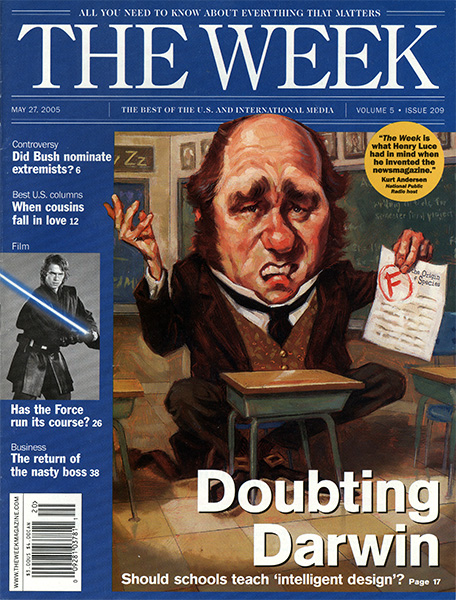 ALL YOU NEED TO KNOW ABOUT EVERYTHING THAT MATTERS
THE WEEK
MAY 27, 2005
THE BEST OF THE U.S. AND INTERNATIONAL MEDIA
VOLUME 5 • ISSUE 209
Controversy
Did Bush nominate
extremists? 6
Best U.S. columns
When cousins
fall in love 12
Film
Has the Force
run its course? 26
Business
The return of
the nasty boss 38
"The Week is
what Henry Luce
had in mind when
he invented the
newsmagazine."
Kurt Andersen
National Public
Radio host
Zz
the Origin
of Species
F
Doubting
Darwin
Should schools teach 'intelligent design'? Page 17
WWW.THEWEEKMAGAZINE.COM
20>